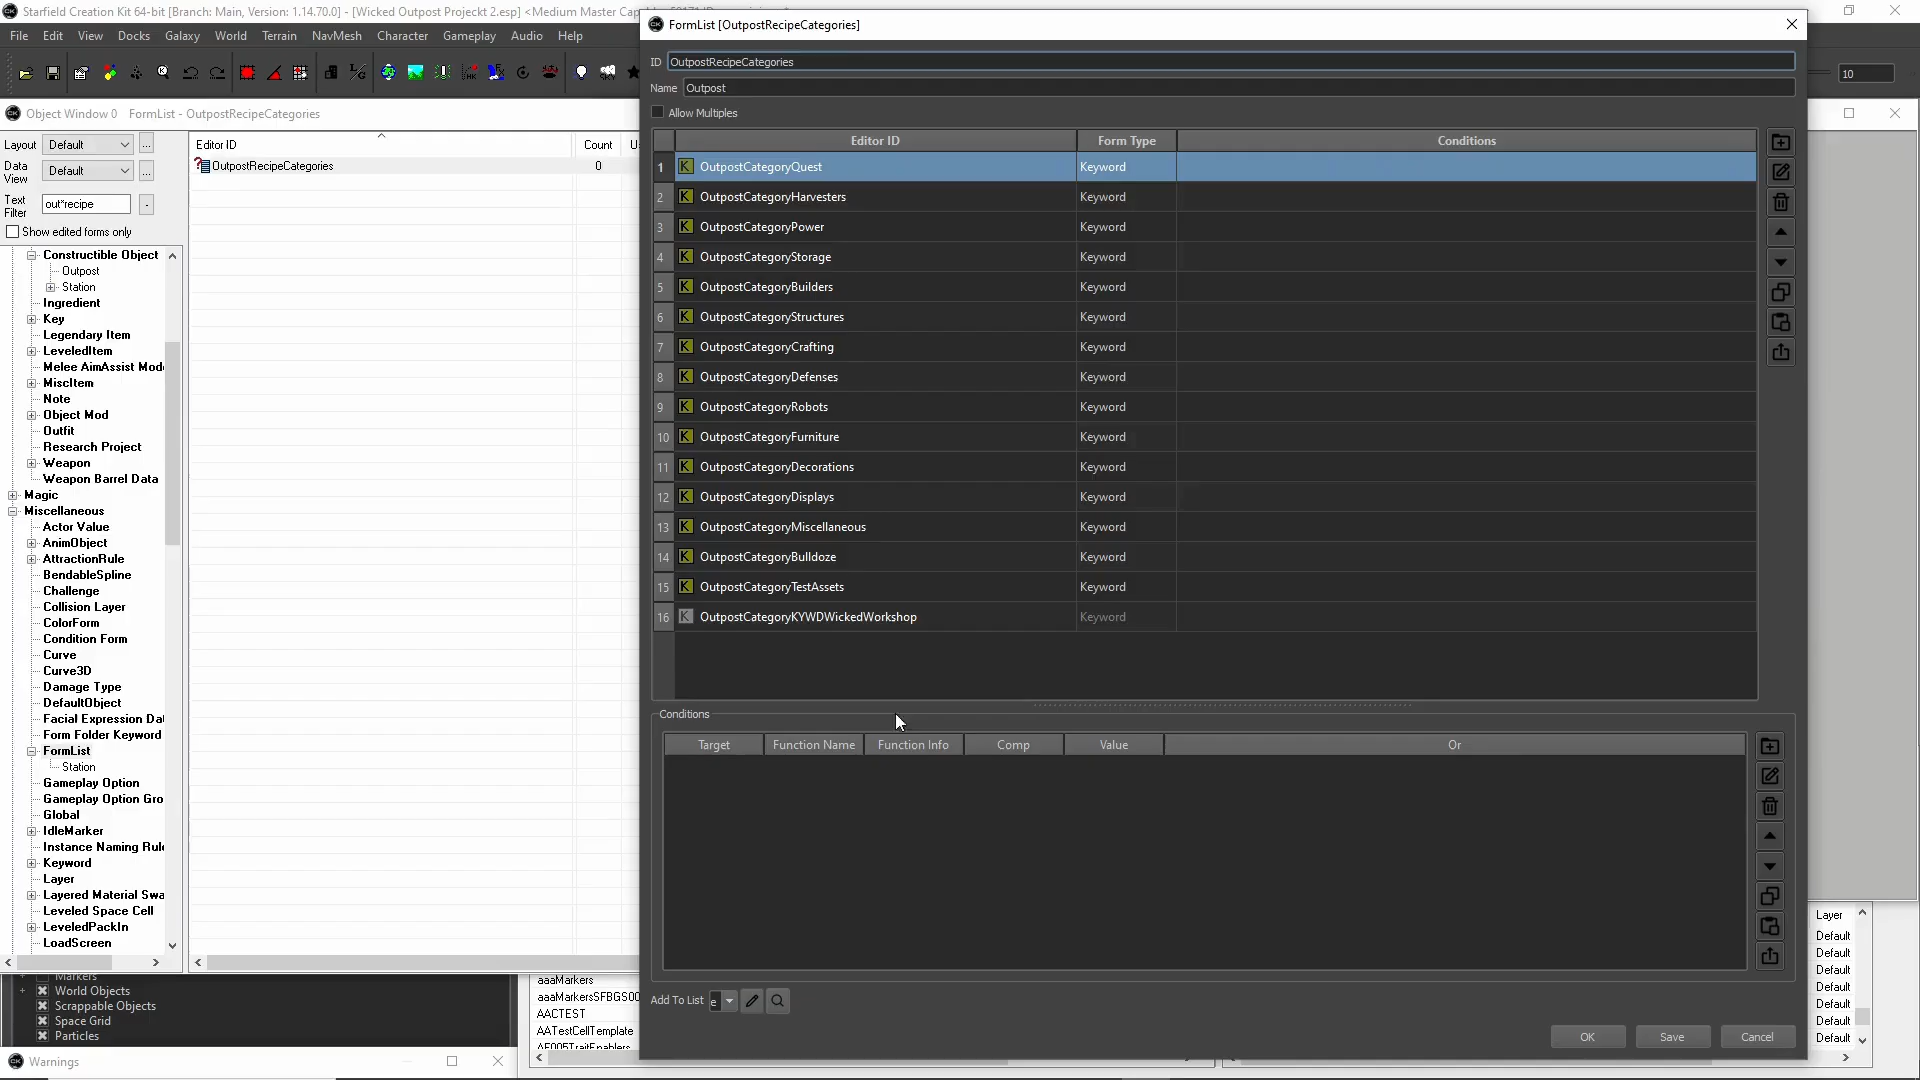 Starfield Creation Kit 64-bit [Branch: Main, Version: 1.14.70.0] - [Wicked Outpost Projeckt 2.esp] <Medium Master Cap
File Edit View Docks Galaxy World Terrain NavMesh Character Gameplay Audio Help
10
Object Window 0 FormList - OutpostRecipeCategories
Layout Default ...
Data View Default ...
Text Filter out*recipe -
Show edited forms only
Constructible Object
Outpost
Station
Ingredient
Key
Legendary Item
LeveledItem
Melee AimAssist Mod
MiscItem
Note
Object Mod
Outfit
Research Project
Weapon
Weapon Barrel Data
Magic
Miscellaneous
Actor Value
AnimObject
AttractionRule
BendableSpline
Challenge
Collision Layer
ColorForm
Condition Form
Curve
Curve3D
Damage Type
DefaultObject
Facial Expression Da
Form Folder Keyword
FormList
Station
Gameplay Option
Gameplay Option Gro
Global
IdleMarker
Instance Naming Rul
Keyword
Layer
Layered Material Swa
Leveled Space Cell
LeveledPackIn
LoadScreen
Editor ID Count U
OutpostRecipeCategories 0
Markers
World Objects
Scrappable Objects
Space Grid
Particles
Warnings
aaaMarkers
aaaMarkersSFBGS00
AACTEST
AATestCellTemplate
AF005TraitEnablers
FormList [OutpostRecipeCategories]
ID OutpostRecipeCategories
Name Outpost
Allow Multiples
Editor ID Form Type Conditions
1 OutpostCategoryQuest Keyword
2 OutpostCategoryHarvesters Keyword
3 OutpostCategoryPower Keyword
4 OutpostCategoryStorage Keyword
5 OutpostCategoryBuilders Keyword
6 OutpostCategoryStructures Keyword
7 OutpostCategoryCrafting Keyword
8 OutpostCategoryDefenses Keyword
9 OutpostCategoryRobots Keyword
10 OutpostCategoryFurniture Keyword
11 OutpostCategoryDecorations Keyword
12 OutpostCategoryDisplays Keyword
13 OutpostCategoryMiscellaneous Keyword
14 OutpostCategoryBulldoze Keyword
15 OutpostCategoryTestAssets Keyword
16 OutpostCategoryKYWDWickedWorkshop Keyword
Conditions
Target Function Name Function Info Comp Value Or
Add To List e
OK Save Cancel
Layer
Default
Default
Default
Default
Default
Default
Default